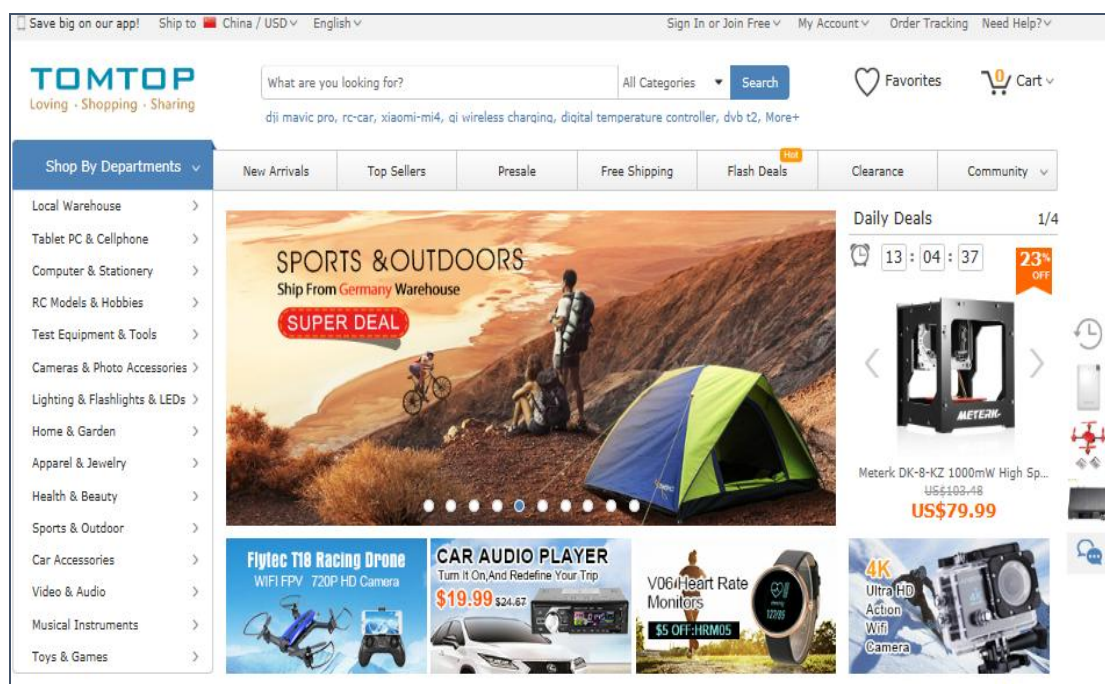 Save big on our app! Ship to China / USD English Sign In or Join Free My Account Order Tracking Need Help?
TOMTOP
Loving · Shopping · Sharing
What are you looking for? All Categories Search
Favorites
0
Cart
dji mavic pro, rc-car, xiaomi-mi4, qi wireless charging, digital temperature controller, dvb t2, More+
Shop By Departments
Hot
New Arrivals Top Sellers Presale Free Shipping Flash Deals Clearance Community
Local Warehouse
Tablet PC & Cellphone
Computer & Stationery
RC Models & Hobbies
Test Equipment & Tools
Cameras & Photo Accessories
Lighting & Flashlights & LEDs
Home & Garden
Apparel & Jewelry
Health & Beauty
Sports & Outdoor
Car Accessories
Video & Audio
Musical Instruments
Toys & Games
SPORTS & OUTDOORS
Ship From Germany Warehouse
SUPER DEAL
Daily Deals 1/4
13 : 04 : 37
23%
OFF
METERK
Meterk DK-8-KZ 1000mW High Sp...
US$103.48
US$79.99
Flytec T18 Racing Drone
WIFI FPV 720P HD Camera
CAR AUDIO PLAYER
Turn It On,And Redefine Your Trip
$19.99 $24.67
V06 Heart Rate
Monitors
$5 OFF:HRM05
4K
Ultra HD
Action
Wifi
Camera